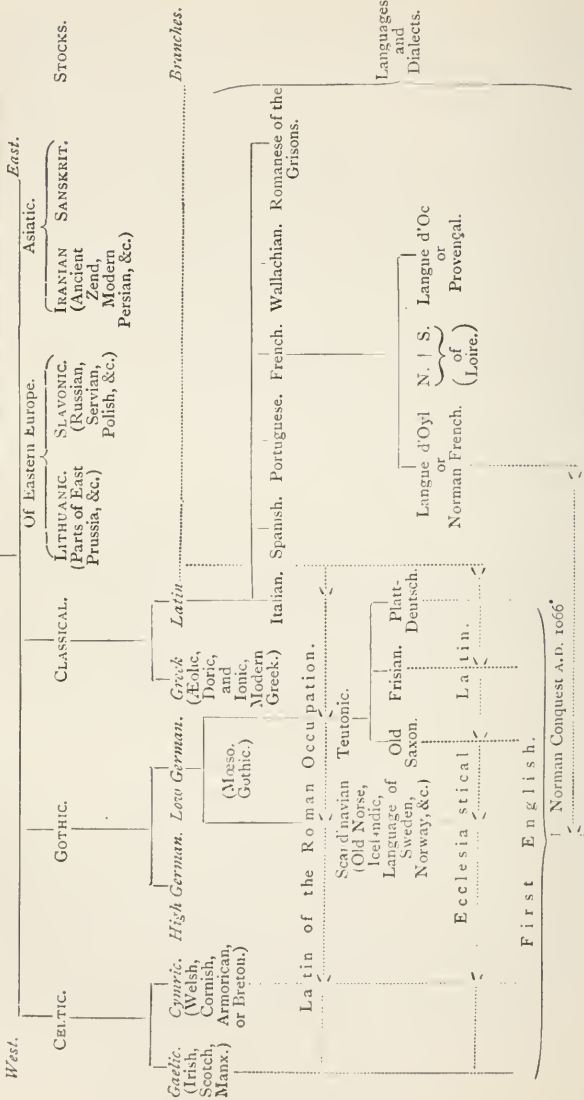 West.
East.
Of Eastern Europe.
Asiatic.
STOCKS.
CELTIC.
GOTHIC.
CLASSICAL.
LITHUANIC.
(Parts of East
Prussia, &c.)
SLAVONIC.
(Russian,
Servian,
Polish, &c.)
IRANIAN
(Ancient
Zend,
Modern
Persian, &c.)
SANSKRIT.
Gaelic.
(Irish,
Scotch,
Manx.)
Cymric.
(Welsh,
Cornish,
Armorican,
or Breton.)
High German.
Low German.
(Mœso.
Gothic.)
Greek
(Æolic,
Doric,
and
Ionic,
Modern
Greek.)
Latin
Branches.
Italian. Spanish. Portuguese. French. Wallachian. Romanese of the
Grisons.
Latin of the Roman Occupation.
Scandinavian
(Old Norse,
Icelandic,
Language of
Sweden,
Norway, &c.)
Teutonic.
Old
Saxon.
Frisian.
Platt-
Deutsch.
Langue d'Oyl
or
Norman French.
N. | S.
of
(Loire.)
Langue d'Oc
or
Provençal.
Languages
and
Dialects.
Ecclesiastical Latin.
First English.
Norman Conquest A.D. 1066